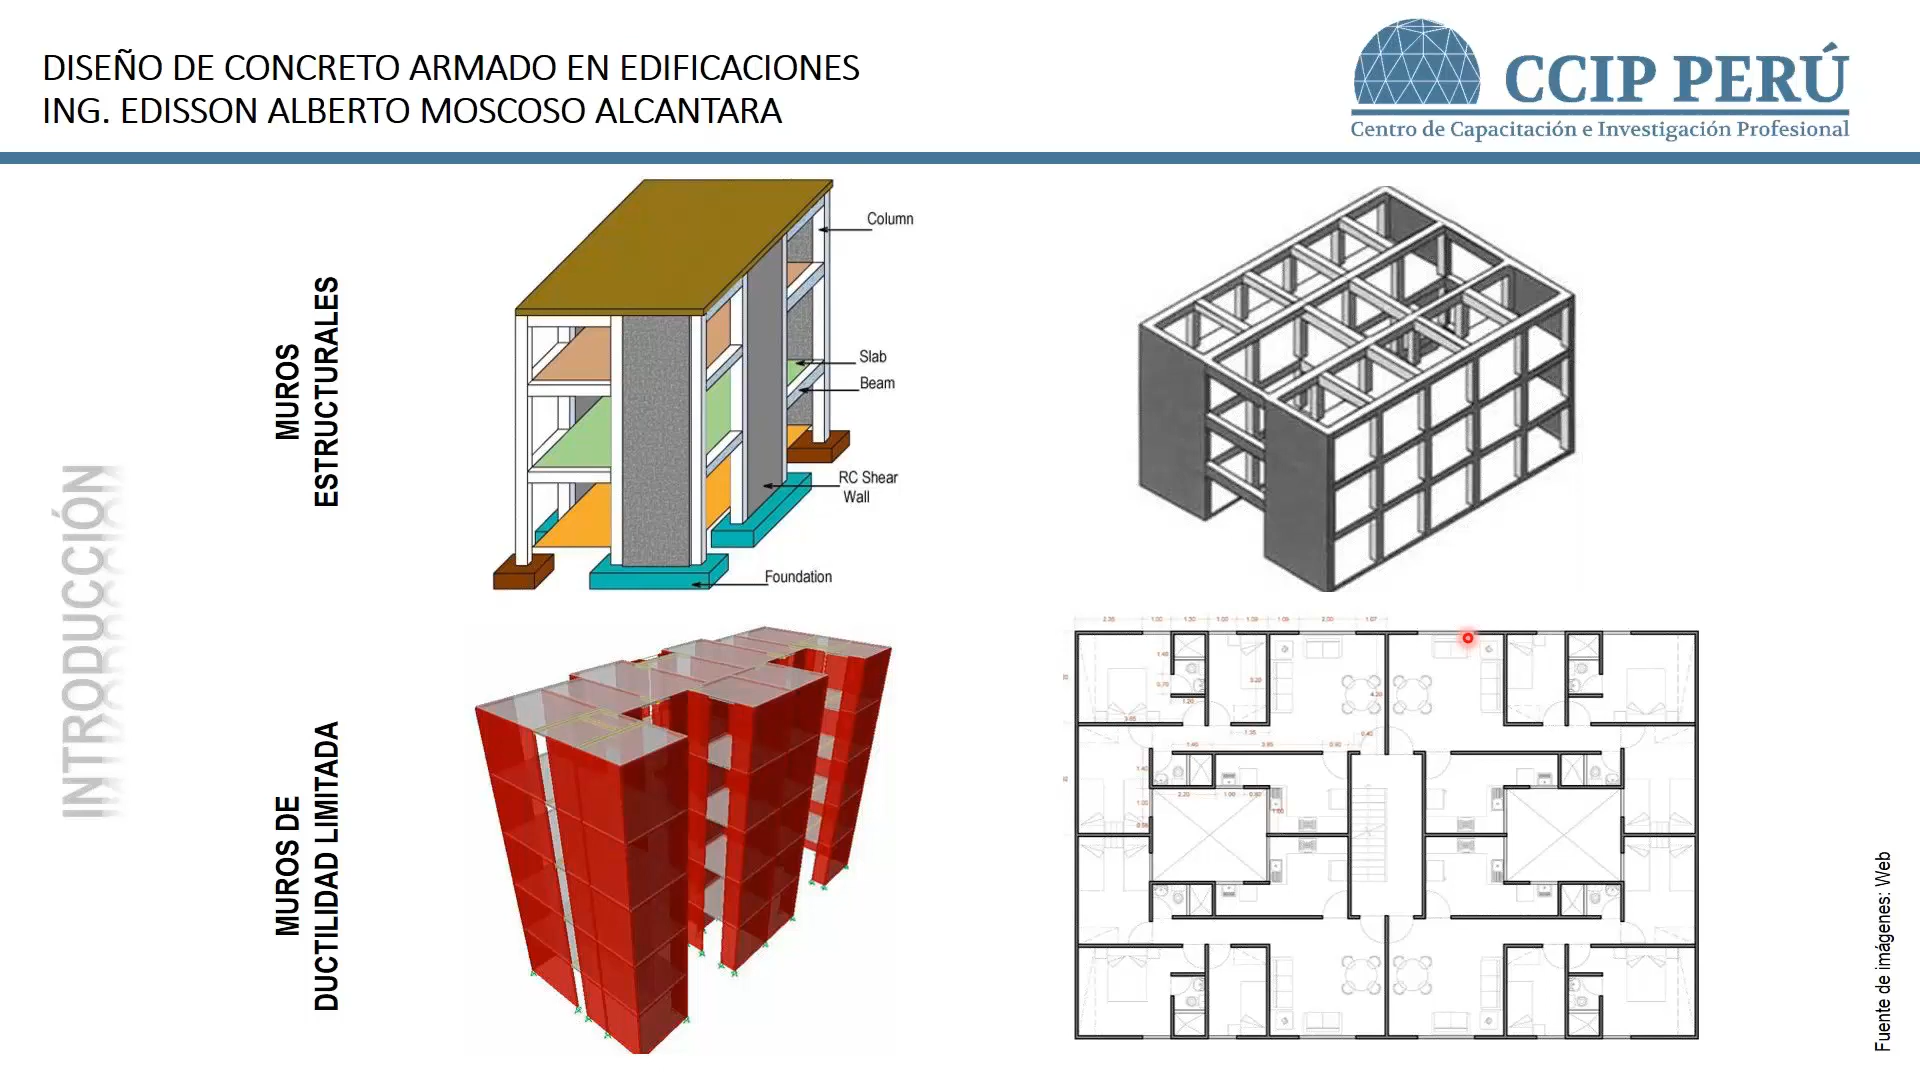 DISEÑO DE CONCRETO ARMADO EN EDIFICACIONES
ING. EDISSON ALBERTO MOSCOSO ALCANTARA
CCIP PERÚ
Centro de Capacitación e Investigación Profesional
INTRODUCCIÓN
MUROS
ESTRUCTURALES
Column
Slab
Beam
RC Shear
Wall
Foundation
MUROS DE
DUCTILIDAD LIMITADA
Fuente de imágenes: Web